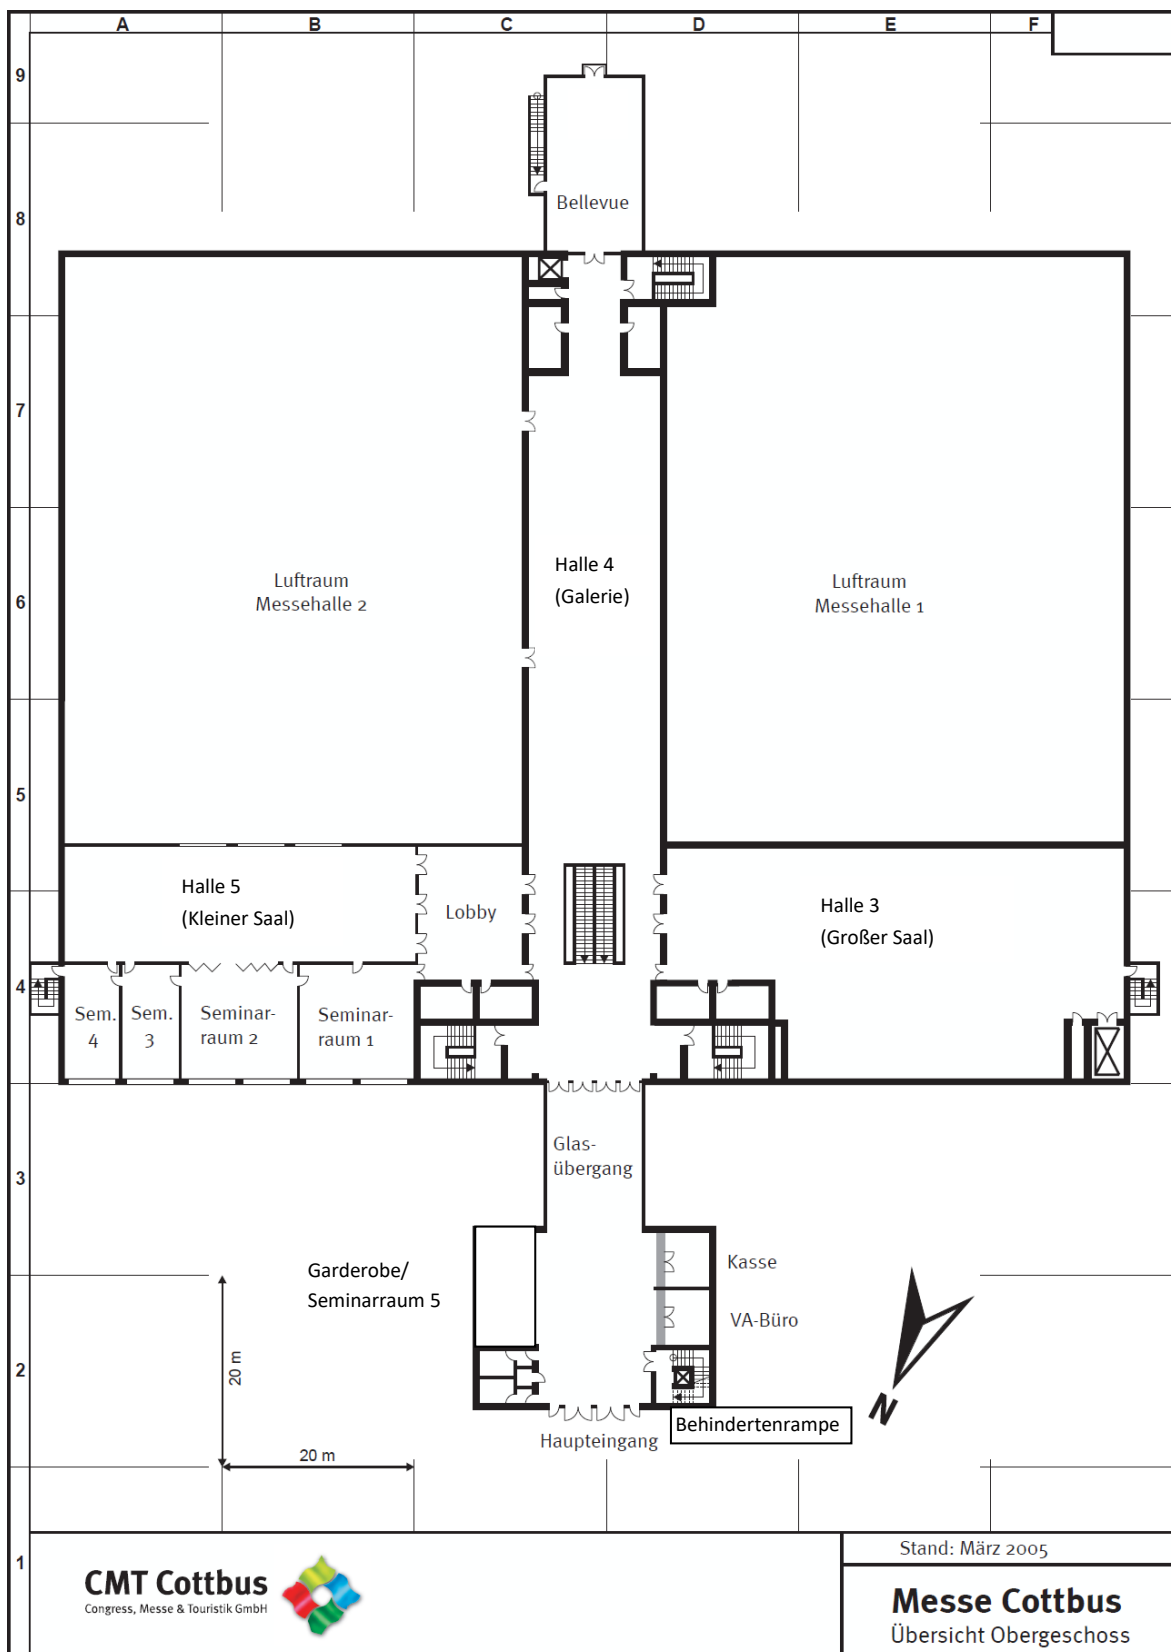 A B C D E F
9
8
7
6
5
4
3
2
1
Bellevue
Halle 4
(Galerie)
Luftraum
Messehalle 2
Luftraum
Messehalle 1
Halle 5
(Kleiner Saal)
Lobby
Halle 3
(Großer Saal)
Sem.
4
Sem.
3
Seminar-
raum 2
Seminar-
raum 1
Glas-
übergang
Garderobe/
Seminarraum 5
Kasse
VA-Büro
20 m
20 m
N
Behindertenrampe
Haupteingang
CMT Cottbus
Congress, Messe & Touristik GmbH
Stand: März 2005
Messe Cottbus
Übersicht Obergeschoss